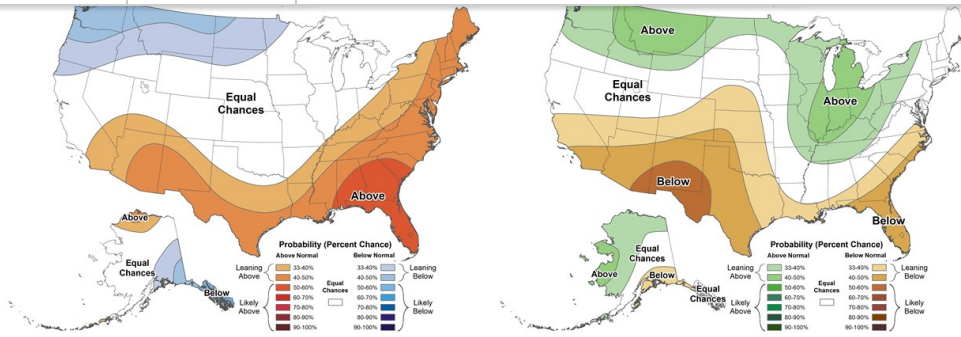 Equal
Chances
Above
Above
Equal
Chances
Below
Probability (Percent Chance)
Above Normal
Below Normal
Leaning
Above
33-40%
40-50%
50-60%
60-70%
Likely
Above
70-80%
80-90%
90-100%
Equal
Chances
33-40%
40-50%
50-60%
60-70%
70-80%
80-90%
90-100%
Leaning
Below
Likely
Below
Above
Equal
Chances
Above
Below
Below
Equal
Chances
Above
Below
Equal
Chances
Probability (Percent Chance)
Above Normal
Below Normal
Leaning
Above
33-40%
40-50%
50-60%
60-70%
Likely
Above
70-80%
80-90%
90-100%
Equal
Chances
33-40%
40-50%
50-60%
60-70%
70-80%
80-90%
90-100%
Leaning
Below
Likely
Below